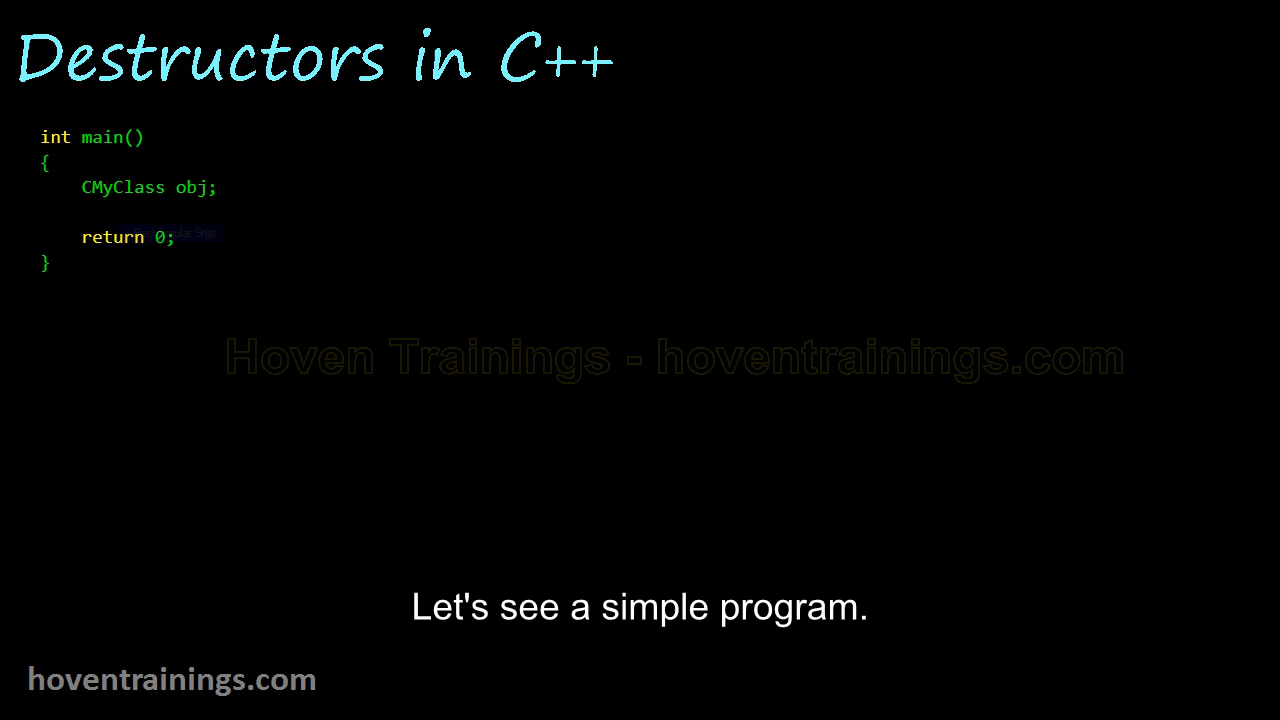 Destructors in C++
int main()
{
CMyClass obj;
return 0;
}
Hoven Trainings - hoventrainings.com
Let's see a simple program.
hoventrainings.com